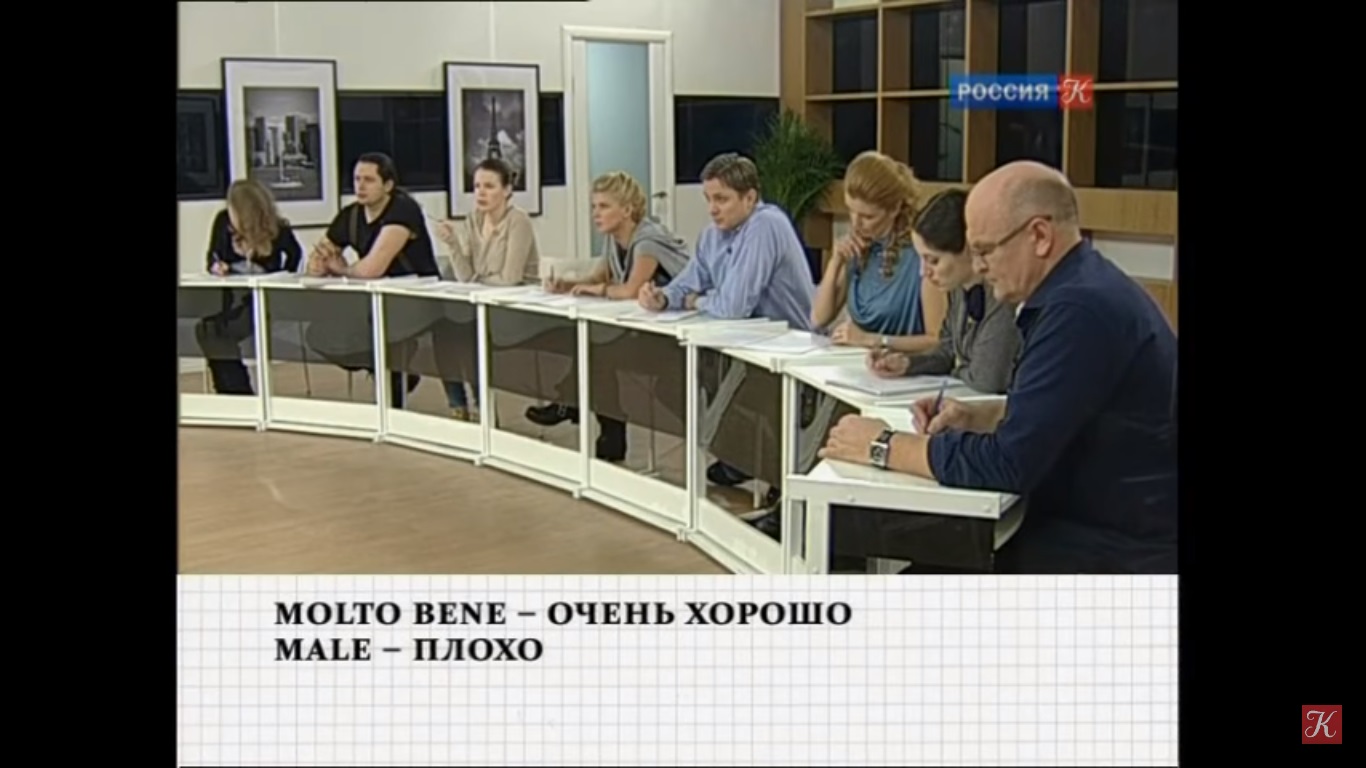 РОССИЯ К
MOLTO BENE – ОЧЕНЬ ХОРОШО
MALE – ПЛОХО
К